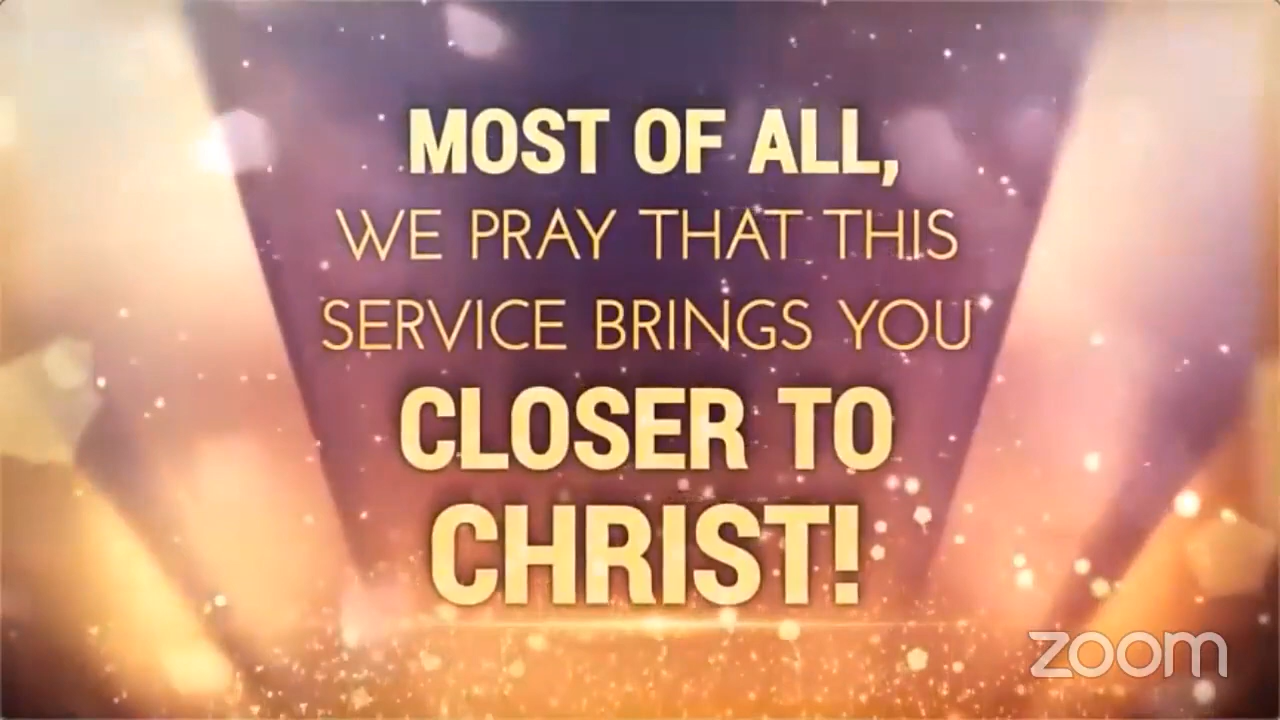 MOST OF ALL,
WE PRAY THAT THIS
SERVICE BRINGS YOU
CLOSER TO
CHRIST!
zoom